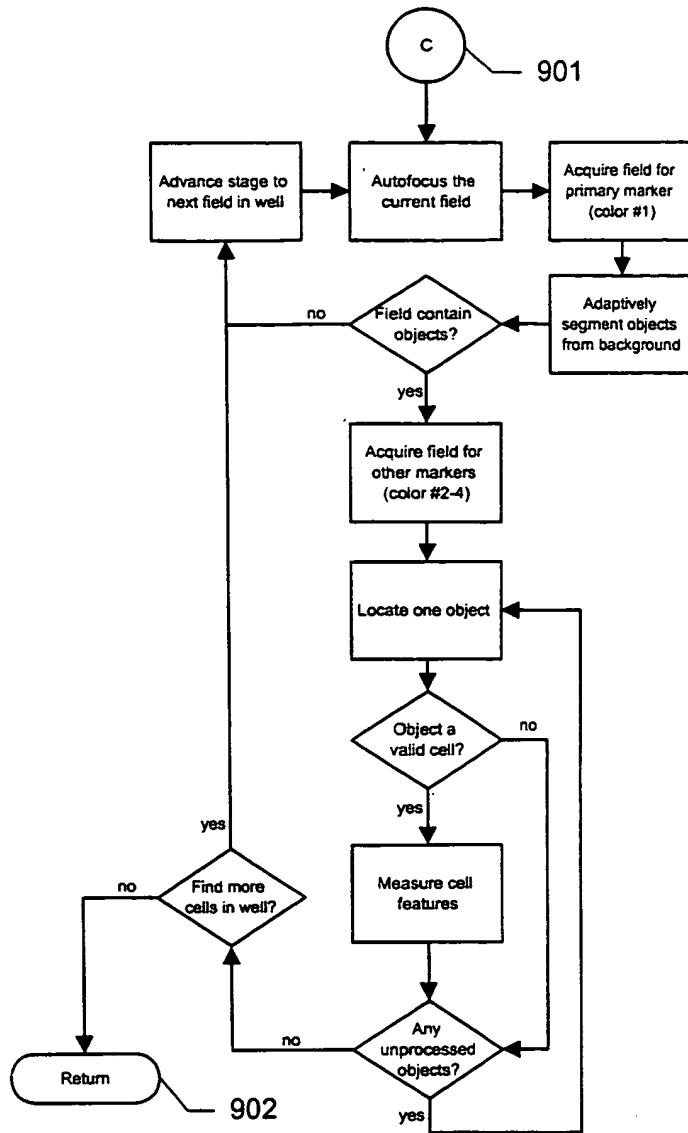 C
901
Advance stage to
next field in well
Autofocus the
current field
Acquire field for
primary marker
(color #1)
no
Field contain
objects?
Adaptively
segment objects
from background
yes
Acquire field for
other markers
(color #2-4)
Locate one object
Object a
valid cell?
no
yes
yes
Measure cell
features
no
Find more
cells in well?
no
Any
unprocessed
objects?
Return
902
yes